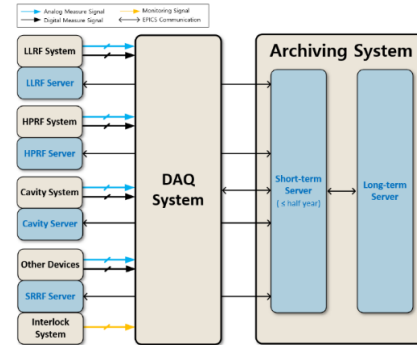 Analog Measure Signal
Monitoring Signal
Digital Measure Signal
EPICS Communication
LLRF System
LLRF Server
HPRF System
HPRF Server
Cavity System
Cavity Server
Other Devices
SRRF Server
Interlock
System
DAQ
System
Archiving System
Short-term
Server
( ≤ half year)
Long-term
Server